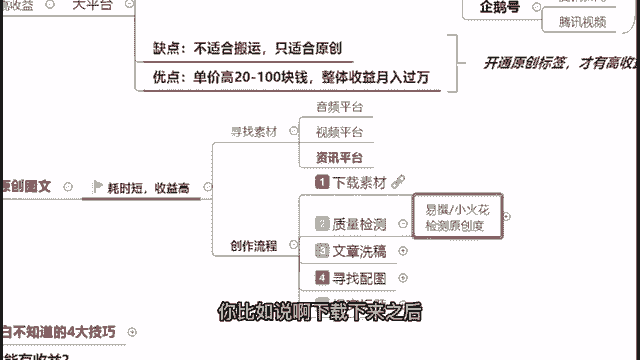 高收益
大平台
企鹅号
腾讯视频
缺点：不适合搬运，只适合原创
优点：单价高20-100块钱，整体收益月入过万
开通原创标签，才有高收益
音频平台
寻找素材
视频平台
资讯平台
原创图文
耗时短，收益高
1 下载素材
2 质量检测
易撰/小火花
检测原创度
创作流程
3 文章洗稿
4 寻找配图
你比如说啊下载下来之后
白不知道的4大技巧
能有收益?